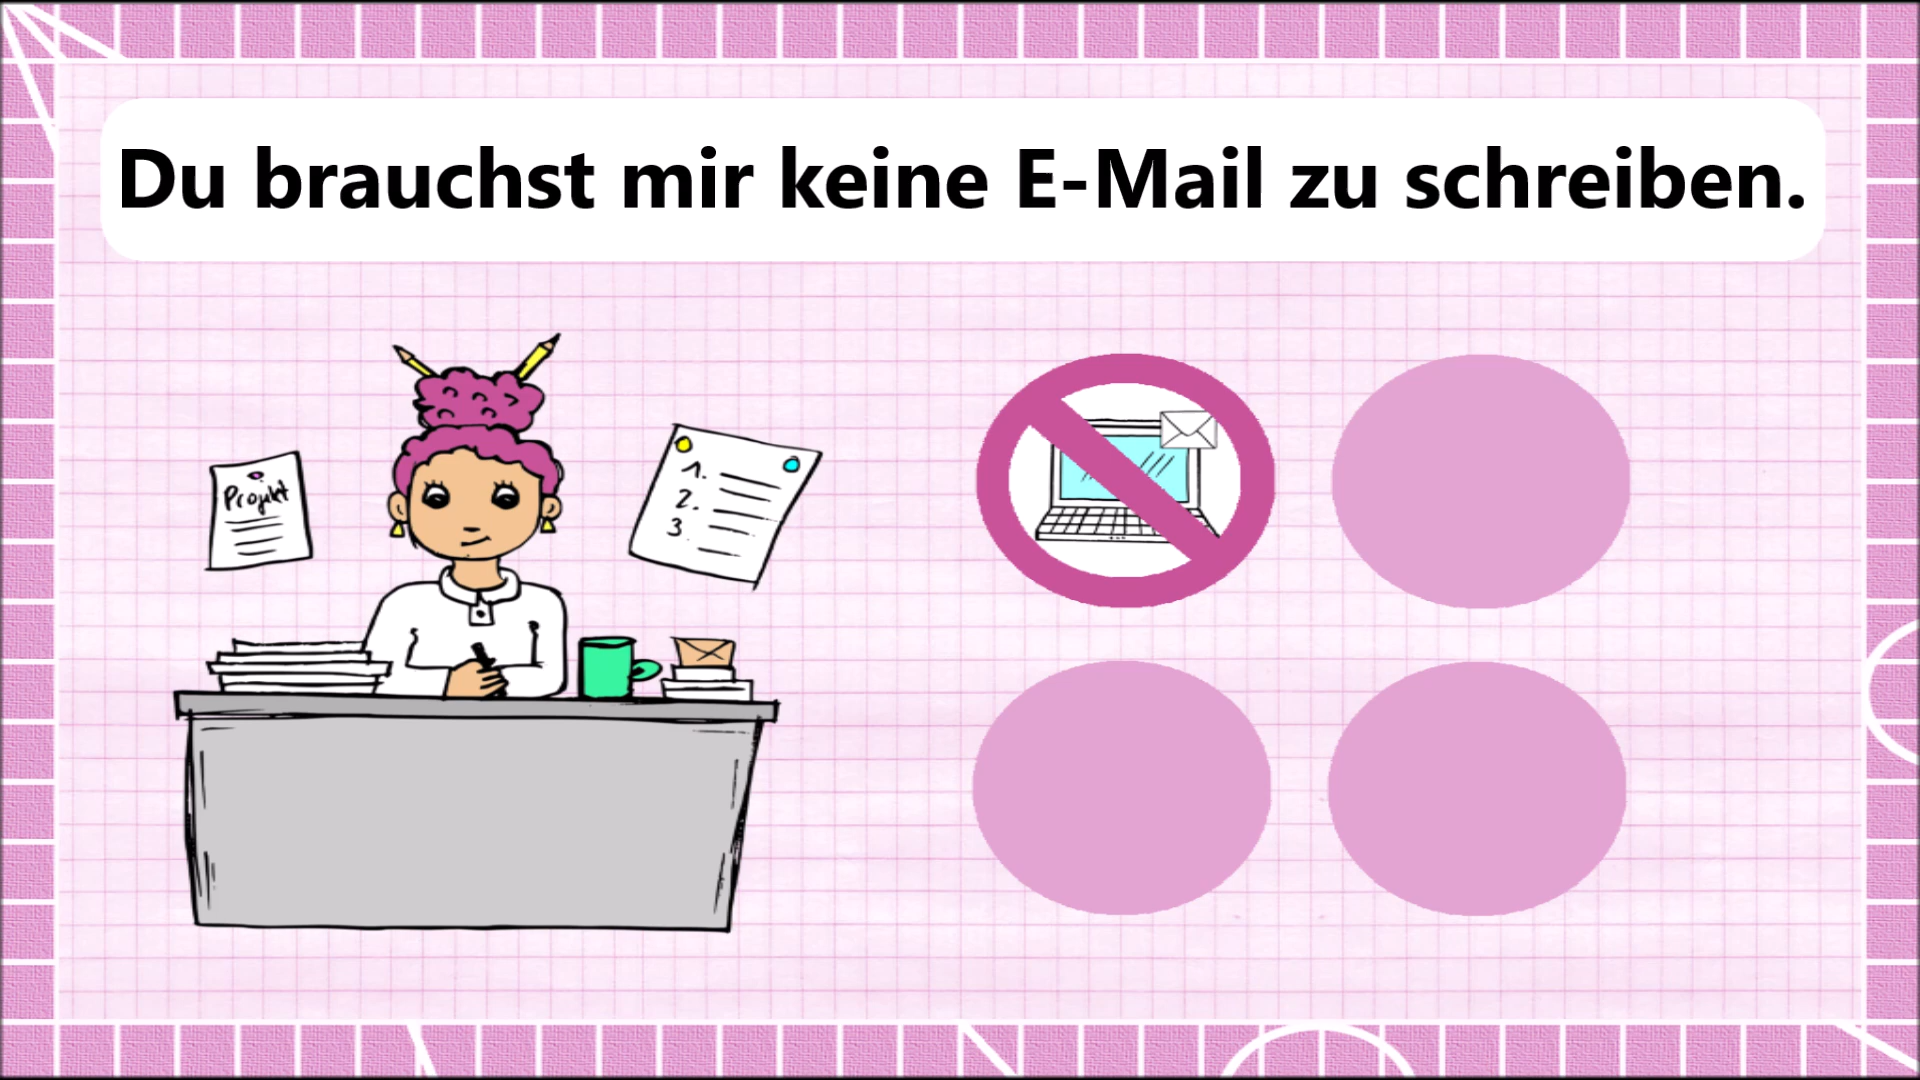 Du brauchst mir keine E-Mail zu schreiben.
Projekt
1.
2.
3